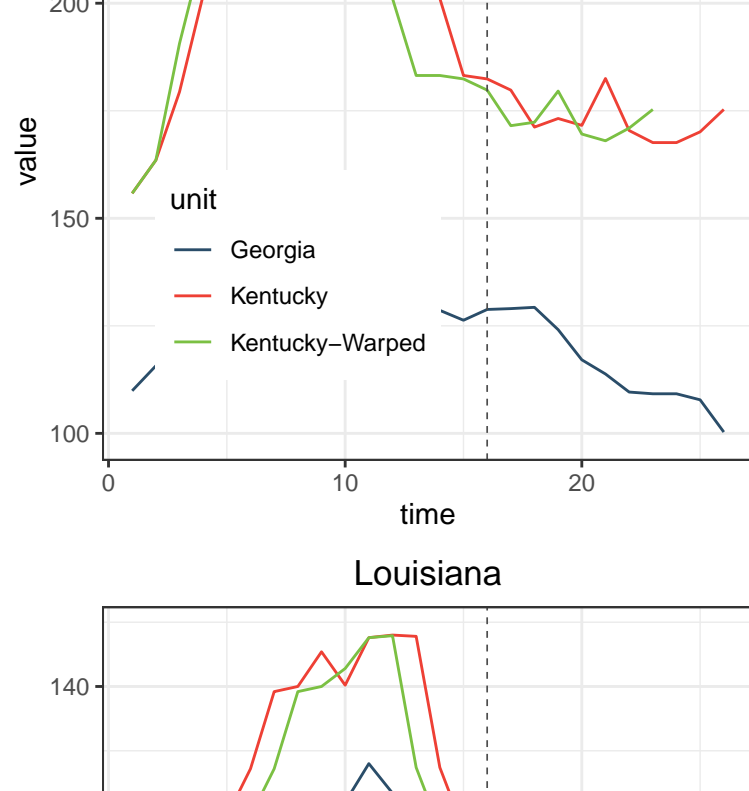 200
value
unit
Georgia
150
Kentucky
Kentucky−Warped
100
0 10 20
time
Louisiana
140